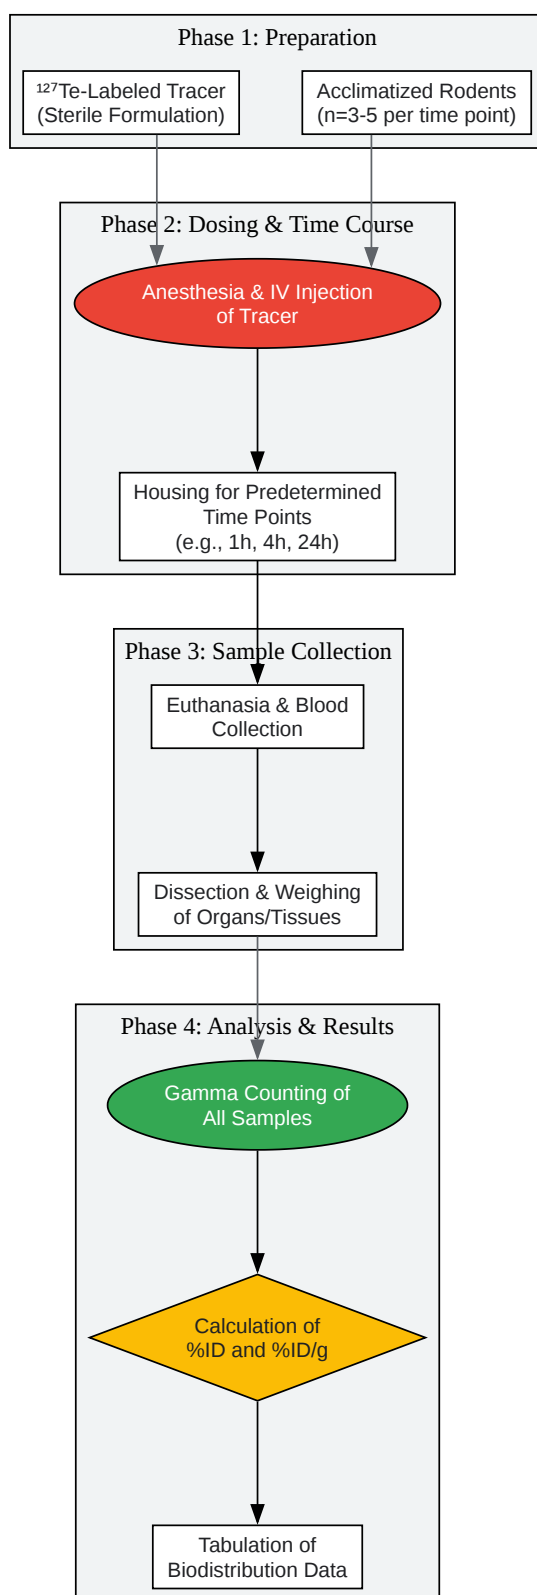 Phase 1: Preparation
¹²⁷Te-Labeled Tracer
(Sterile Formulation)
Acclimatized Rodents
(n=3-5 per time point)
Phase 2: Dosing & Time Course
Anesthesia & IV Injection
of Tracer
Housing for Predetermined
Time Points
(e.g., 1h, 4h, 24h)
Phase 3: Sample Collection
Euthanasia & Blood
Collection
Dissection & Weighing
of Organs/Tissues
Phase 4: Analysis & Results
Gamma Counting of
All Samples
Calculation of
%ID and %ID/g
Tabulation of
Biodistribution Data